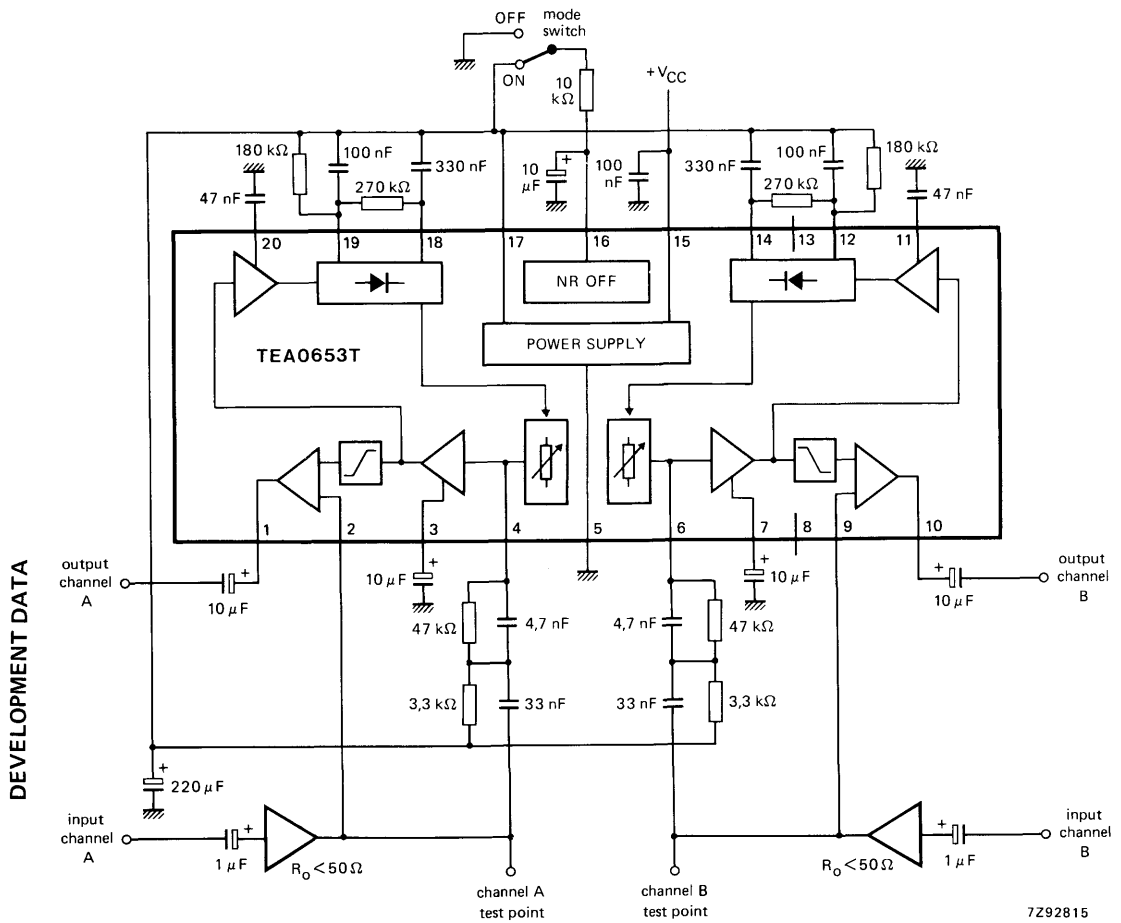 OFF
mode
switch
ON
10
kΩ
+VCC
180 kΩ
100 nF
330 nF
270 kΩ
47 nF
10
μF
+
100
nF
330 nF
100 nF
270 kΩ
180 kΩ
47 nF
20
19
18
17
16
15
14
13
12
11
NR OFF
POWER SUPPLY
TEA0653T
1
2
3
4
5
6
7
8
9
10
DEVELOPMENT DATA
output
channel
A
+
10 μF
+
10 μF
47 kΩ
4,7 nF
3,3 kΩ
33 nF
4,7 nF
47 kΩ
33 nF
3,3 kΩ
+
10 μF
+
10 μF
output
channel
B
+
220 μF
input
channel
A
+
1 μF
Ro<50Ω
channel A
test point
channel B
test point
Ro<50Ω
+
1 μF
input
channel
B
7Z92815